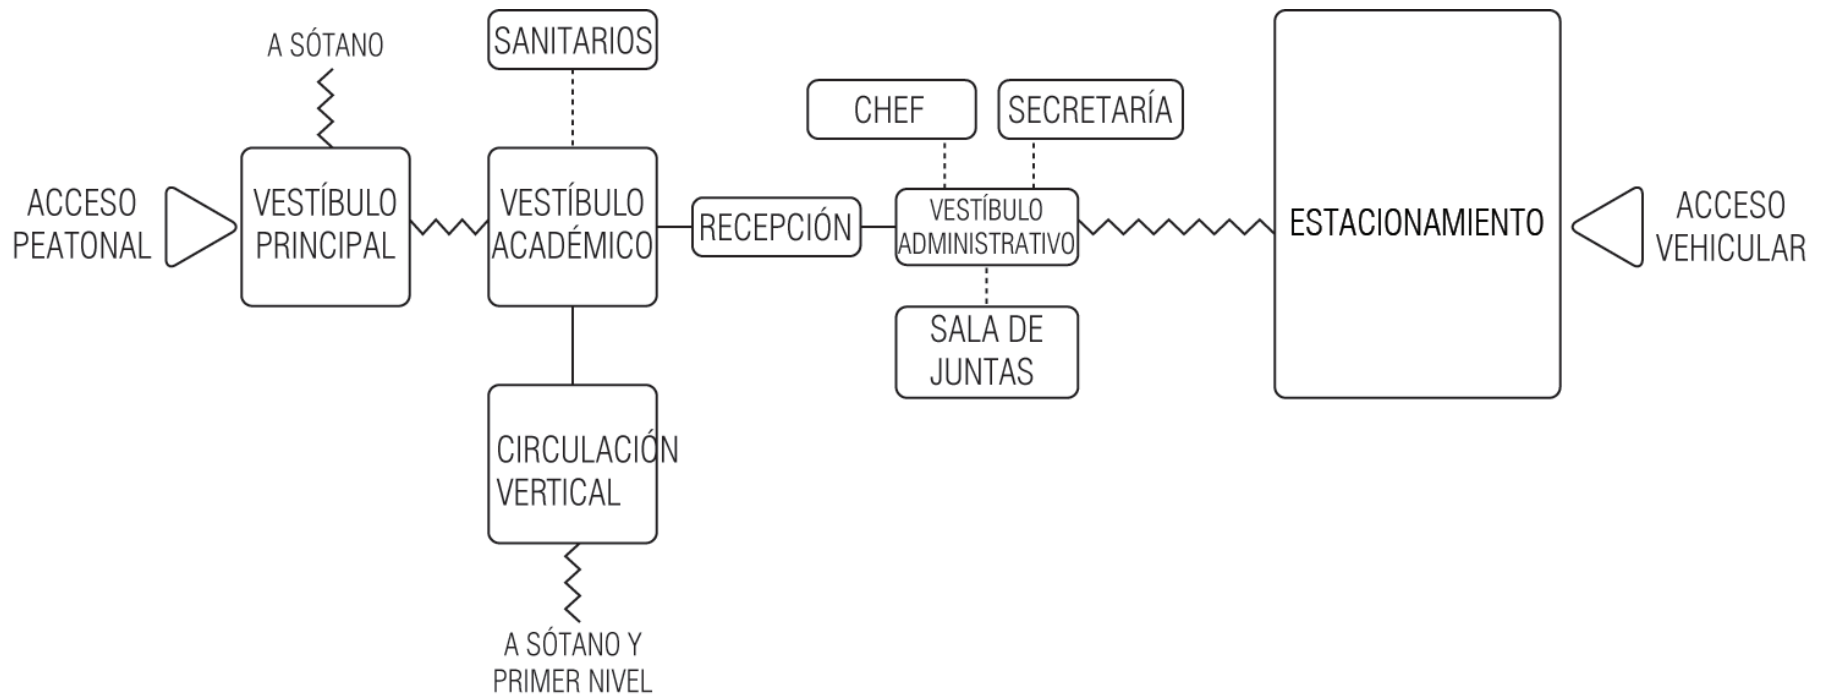 A SÓTANO
SANITARIOS
CHEF
SECRETARÍA
ACCESO
PEATONAL
VESTÍBULO
PRINCIPAL
VESTÍBULO
ACADÉMICO
RECEPCIÓN
VESTÍBULO
ADMINISTRATIVO
ESTACIONAMIENTO
ACCESO
VEHICULAR
SALA DE
JUNTAS
CIRCULACIÓN
VERTICAL
A SÓTANO Y
PRIMER NIVEL